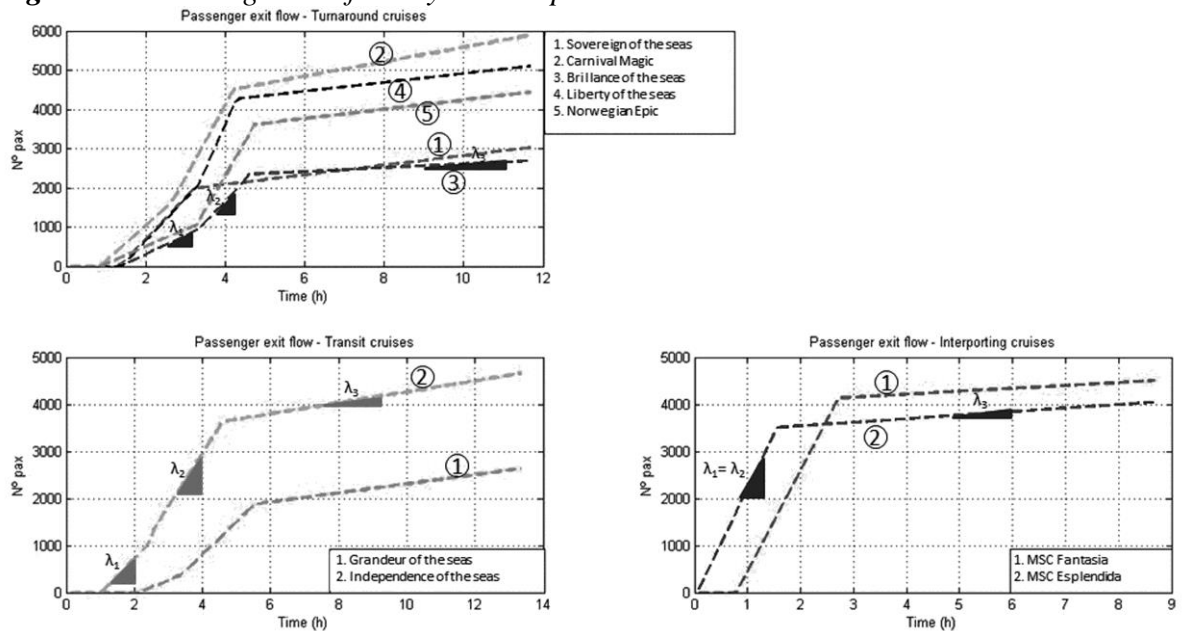 Passenger exit flow - Turnaround cruises
6000
5000
4000
3000
2000
1000
0
Nº pax
0 2 4 6 8 10 12
Time (h)
② ④ ⑤ ① ③
λ₂
λ₃
1. Sovereign of the seas
2. Carnival Magic
3. Brillance of the seas
4. Liberty of the seas
5. Norwegian Epic
Passenger exit flow - Transit cruises
5000
4000
3000
2000
1000
0
Nº pax
0 2 4 6 8 10 12 14
Time (h)
λ₁
λ₂
λ₃
②
①
1. Grandeur of the seas
2. Independence of the seas
Passenger exit flow - Interporting cruises
5000
4000
3000
2000
1000
0
Nº pax
0 1 2 3 4 5 6 7 8 9
Time (h)
λ₁= λ₂
①
λ₃
②
1. MSC Fantasia
2. MSC Esplendida